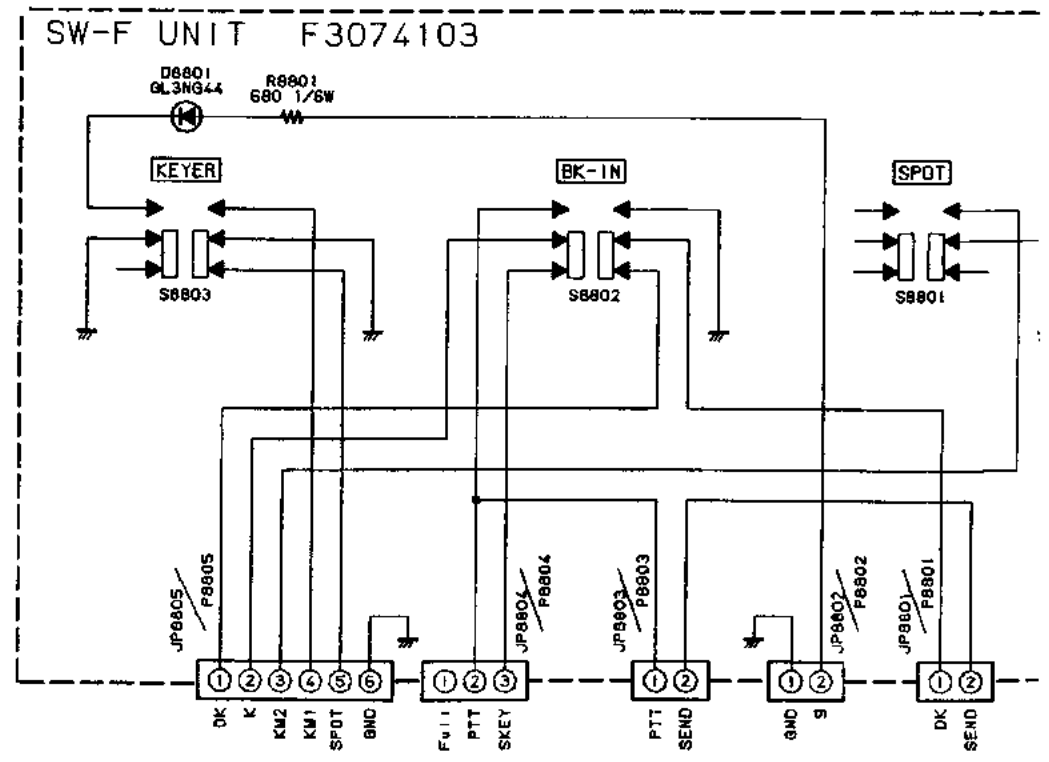 SW-F UNIT F3074103
D8801
GL3NG44
R8801
680 1/6W
KEYER
BK-IN
SPOT
S8803
S8802
S8801
JP8805
P8805
JP8804
P8804
JP8803
P8803
JP8802
P8802
JP8801
P8801
1 2 3 4 5 6
1 2 3
1 2
1 2
1 2
DK
K
KM2
KM1
SPOT
GND
Full
PTT
SKEY
PTT
SEND
GND
9
DK
SEND